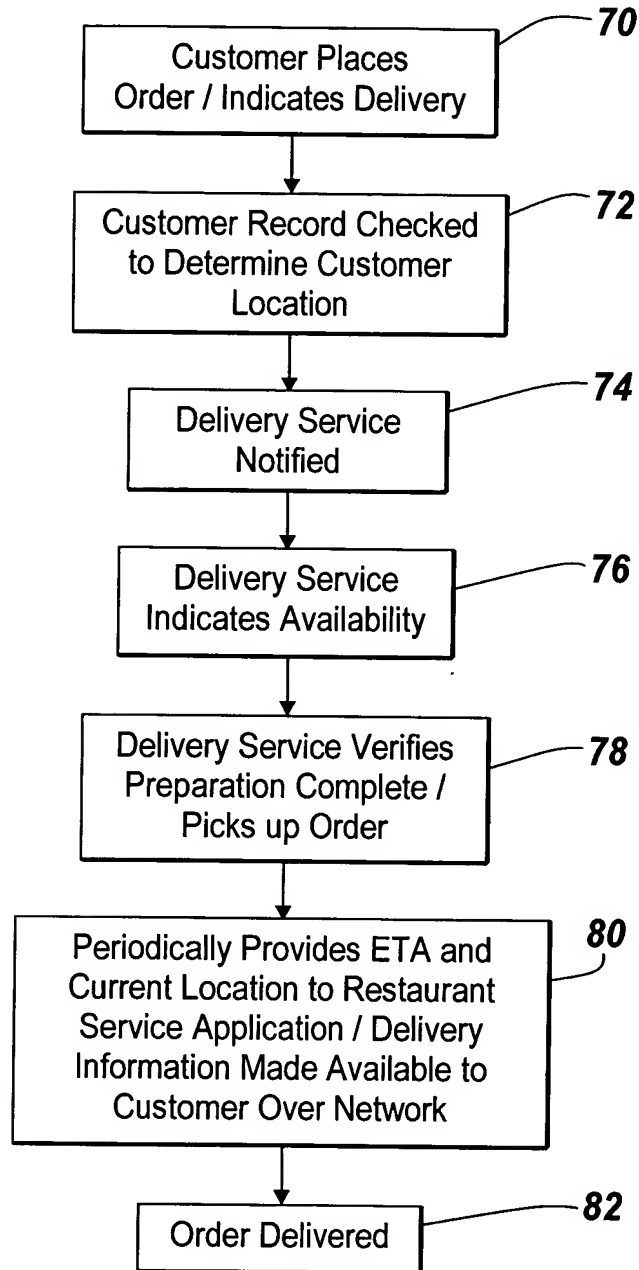 70
Customer Places
Order / Indicates Delivery
72
Customer Record Checked
to Determine Customer
Location
74
Delivery Service
Notified
76
Delivery Service
Indicates Availability
78
Delivery Service Verifies
Preparation Complete /
Picks up Order
80
Periodically Provides ETA and
Current Location to Restaurant
Service Application / Delivery
Information Made Available to
Customer Over Network
82
Order Delivered